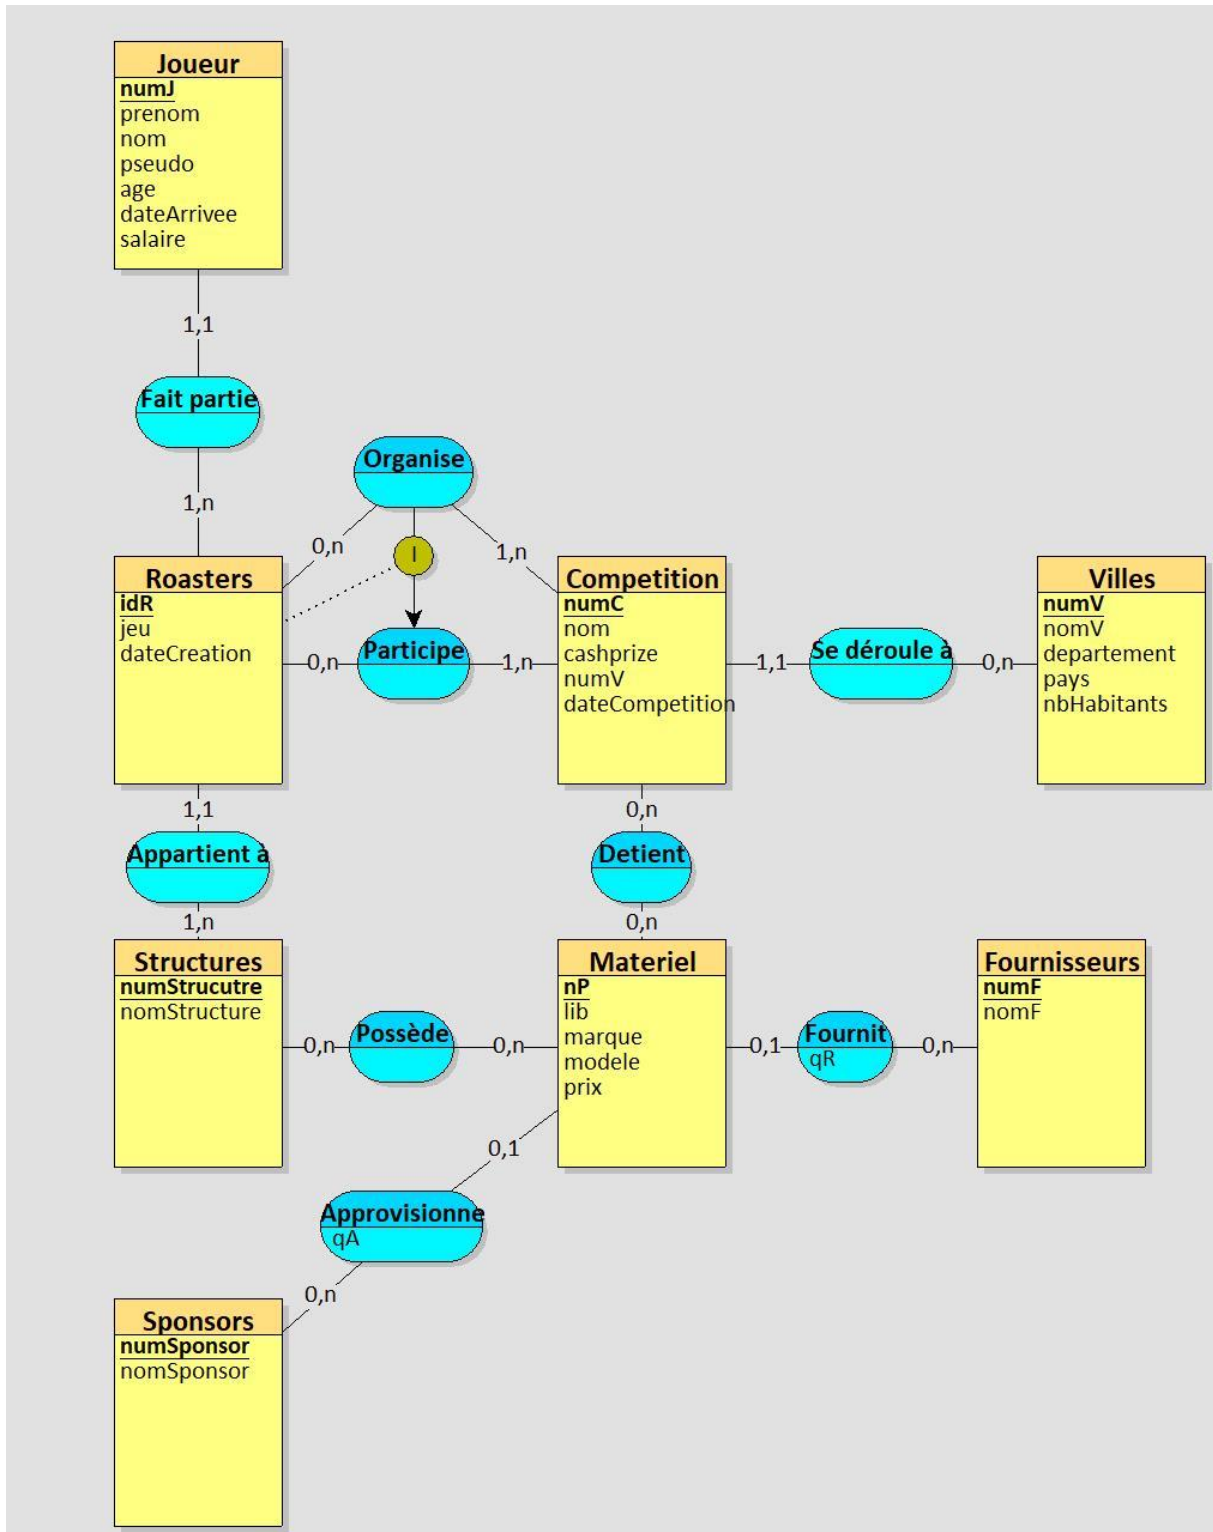 Joueur
numJ
prenom
nom
pseudo
age
dateArrivee
salaire
1,1
Fait partie
1,n
Organise
0,n
1,n
I
Roasters
idR
jeu
dateCreation
0,n
Participe
1,n
Competition
numC
nom
cashprize
numV
dateCompetition
1,1
Se déroule à
0,n
Villes
numV
nomV
departement
pays
nbHabitants
1,1
Appartient à
1,n
0,n
Detient
0,n
Structures
numStrucutre
nomStructure
0,n
Possède
0,n
Materiel
nP
lib
marque
modele
prix
0,1
Fournit
qR
0,n
Fournisseurs
numF
nomF
0,1
Approvisionne
qA
0,n
Sponsors
numSponsor
nomSponsor